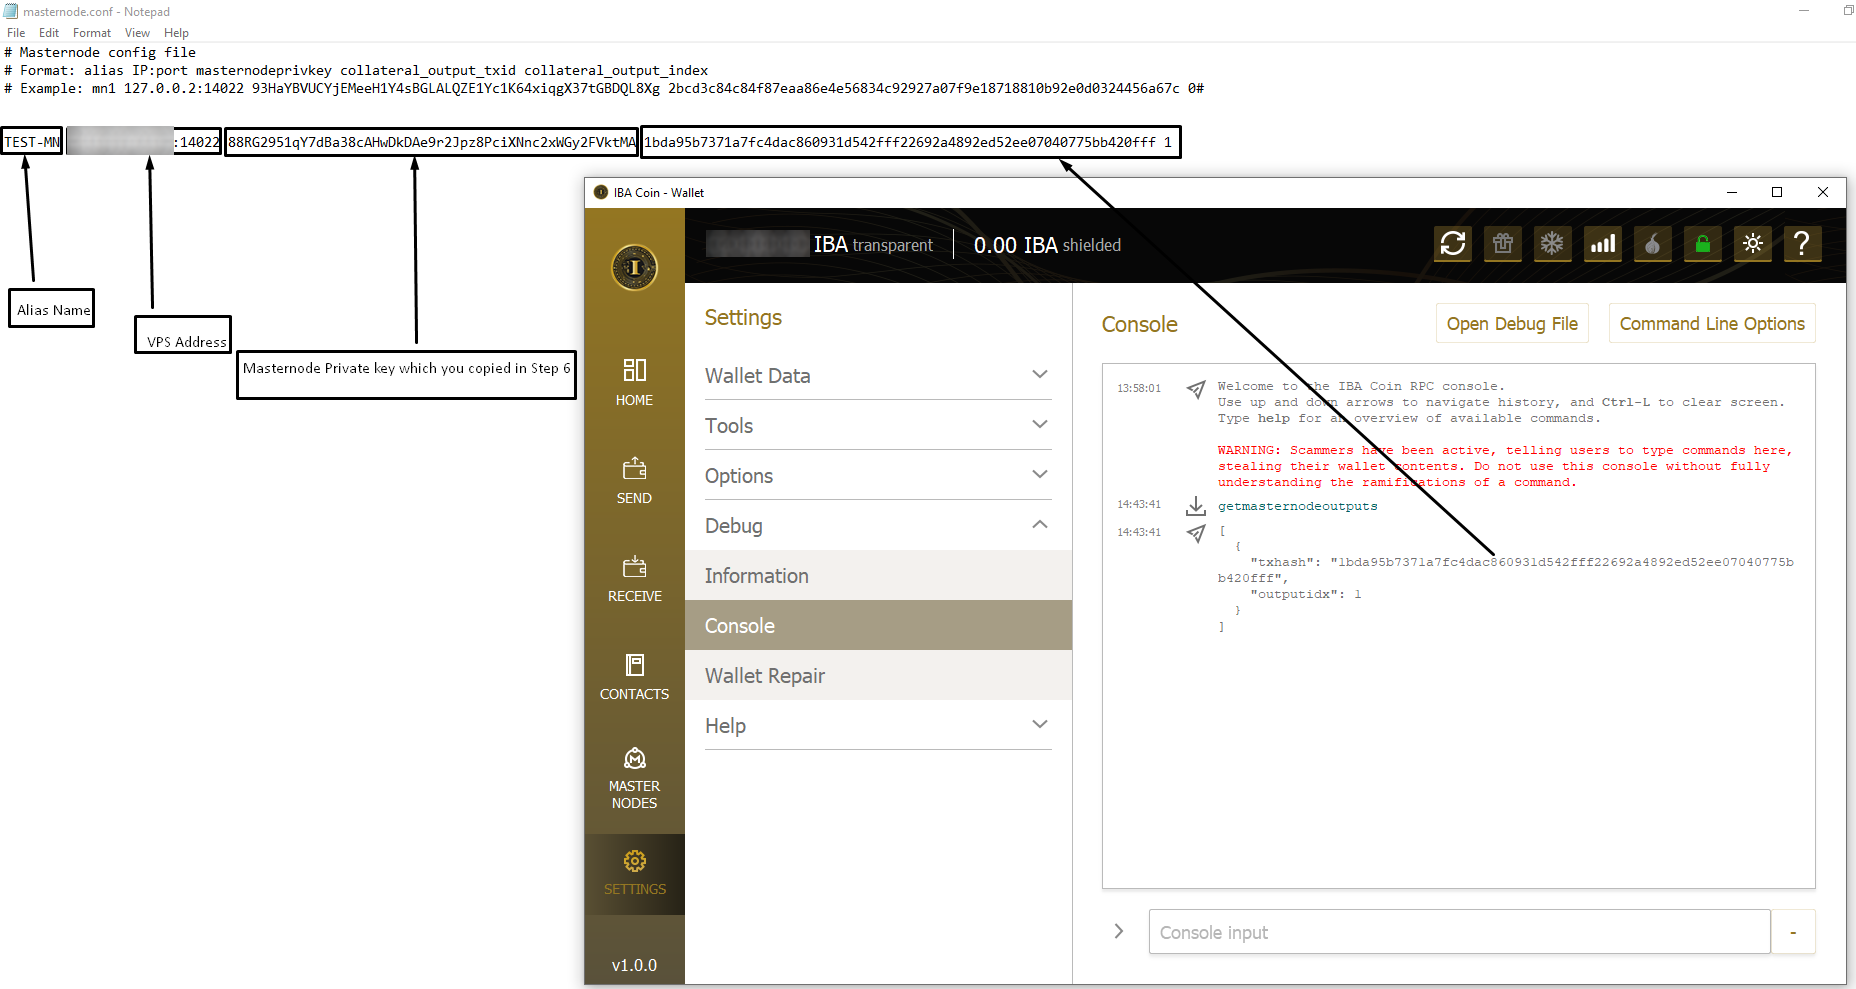 masternode.conf - Notepad
File Edit Format View Help
# Masternode config file
# Format: alias IP:port masternodeprivkey collateral_output_txid collateral_output_index
# Example: mn1 127.0.0.2:14022 93HaYBVUCYjEMeeH1Y4sBGLALQZE1Yc1K64xiqgX37tGBDQL8Xg 2bcd3c84c84f87eaa86e4e56834c92927a07f9e18718810b92e0d0324456a67c 0#
TEST-MN :14022 88RG2951qY7dBa38cAHwDkDAe9r2Jpz8PciXNnc2xWGy2FVktMA 1bda95b7371a7fc4dac860931d542fff22692a4892ed52ee07040775bb420fff 1
Alias Name
VPS Address
Masternode Private key which you copied in Step 6
IBA Coin - Wallet
IBA transparent 0.00 IBA shielded
HOME
SEND
RECEIVE
CONTACTS
MASTER
NODES
SETTINGS
v1.0.0
Settings
Wallet Data
Tools
Options
Debug
Information
Console
Wallet Repair
Help
Console
Open Debug File
Command Line Options
13:58:01 Welcome to the IBA Coin RPC console.
Use up and down arrows to navigate history, and Ctrl-L to clear screen.
Type help for an overview of available commands.
WARNING: Scammers have been active, telling users to type commands here,
stealing their wallet contents. Do not use this console without fully
understanding the ramifications of a command.
14:43:41 getmasternodeoutputs
14:43:41 [
{
"txhash": "1bda95b7371a7fc4dac860931d542fff22692a4892ed52ee07040775b
b420fff",
"outputidx": 1
}
]
Console input